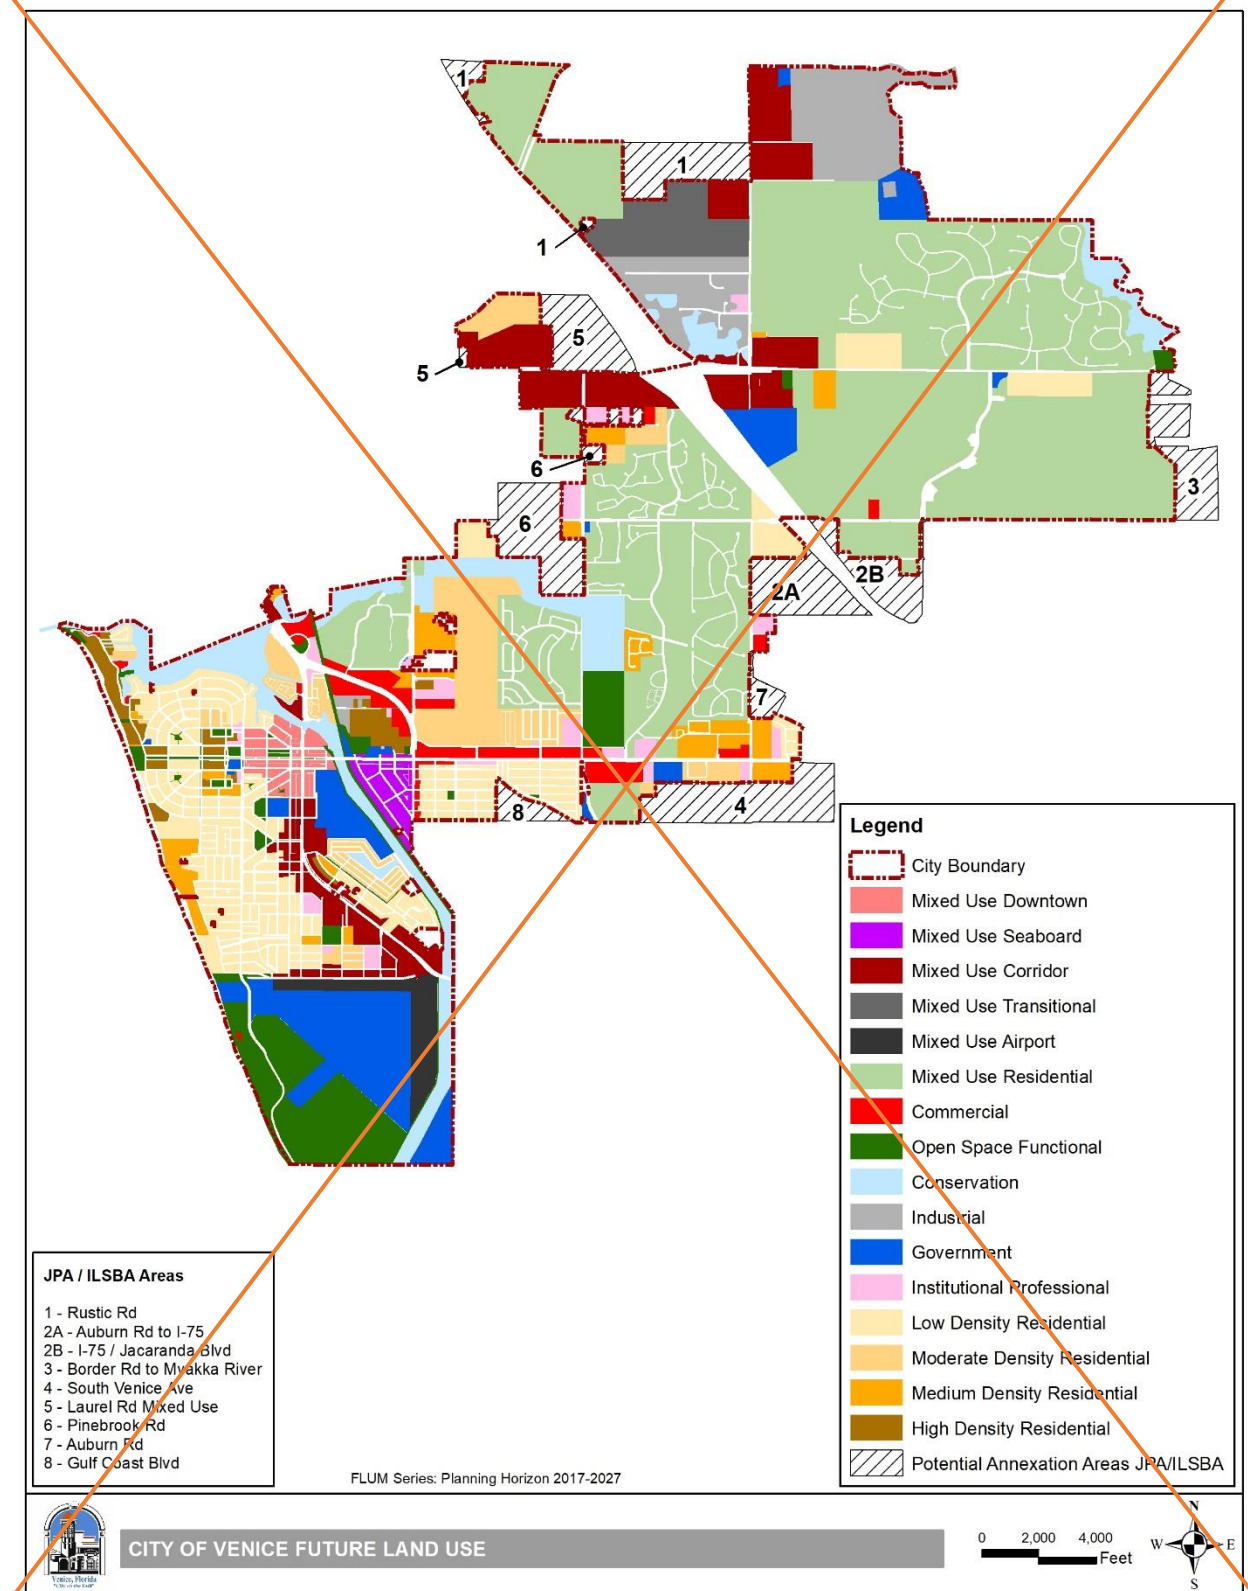 1
1
1
5
5
6
6
3
2B
2A
7
8
4
Legend
City Boundary
Mixed Use Downtown
Mixed Use Seaboard
Mixed Use Corridor
Mixed Use Transitional
Mixed Use Airport
Mixed Use Residential
Commercial
Open Space Functional
Conservation
Industrial
Government
Institutional Professional
Low Density Residential
Moderate Density Residential
Medium Density Residential
High Density Residential
Potential Annexation Areas JPA/ILSBA
JPA / ILSBA Areas
1 - Rustic Rd
2A - Auburn Rd to I-75
2B - I-75 / Jacaranda Blvd
3 - Border Rd to Myakka River
4 - South Venice Ave
5 - Laurel Rd Mixed Use
6 - Pinebrook Rd
7 - Auburn Rd
8 - Gulf Coast Blvd
FLUM Series: Planning Horizon 2017-2027
Venice, Florida
"City on the Gulf"
CITY OF VENICE FUTURE LAND USE
0 2,000 4,000
Feet
N
W E
S